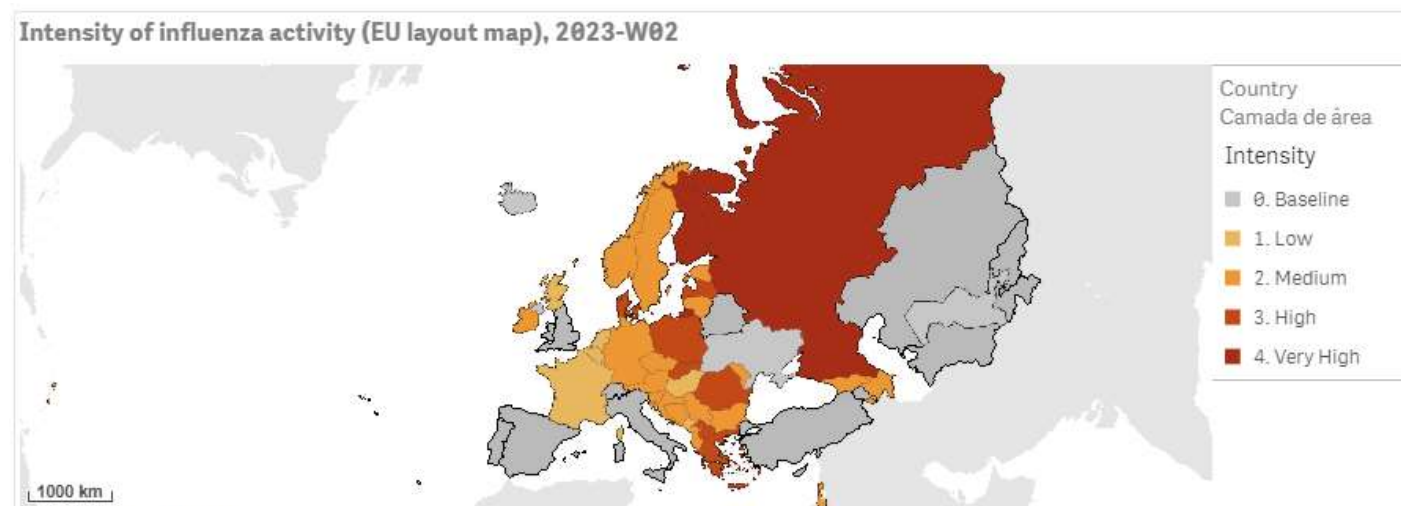 Intensity of influenza activity (EU layout map), 2023-W02
Country
Camada de área
Intensity
0. Baseline
1. Low
2. Medium
3. High
4. Very High
1000 km